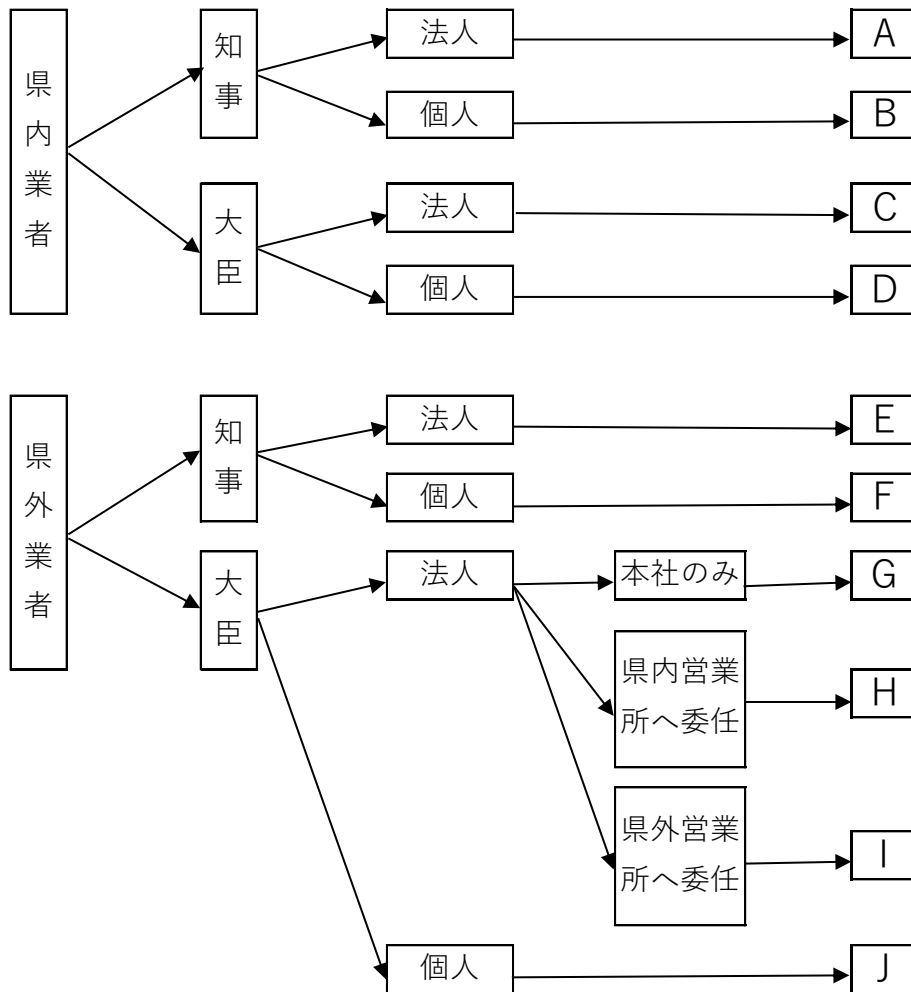 県内業者
知事
法人
A
個人
B
大臣
法人
C
個人
D
県外業者
知事
法人
E
個人
F
大臣
法人
本社のみ
G
県内営業
所へ委任
H
県外営業
所へ委任
I
個人
J